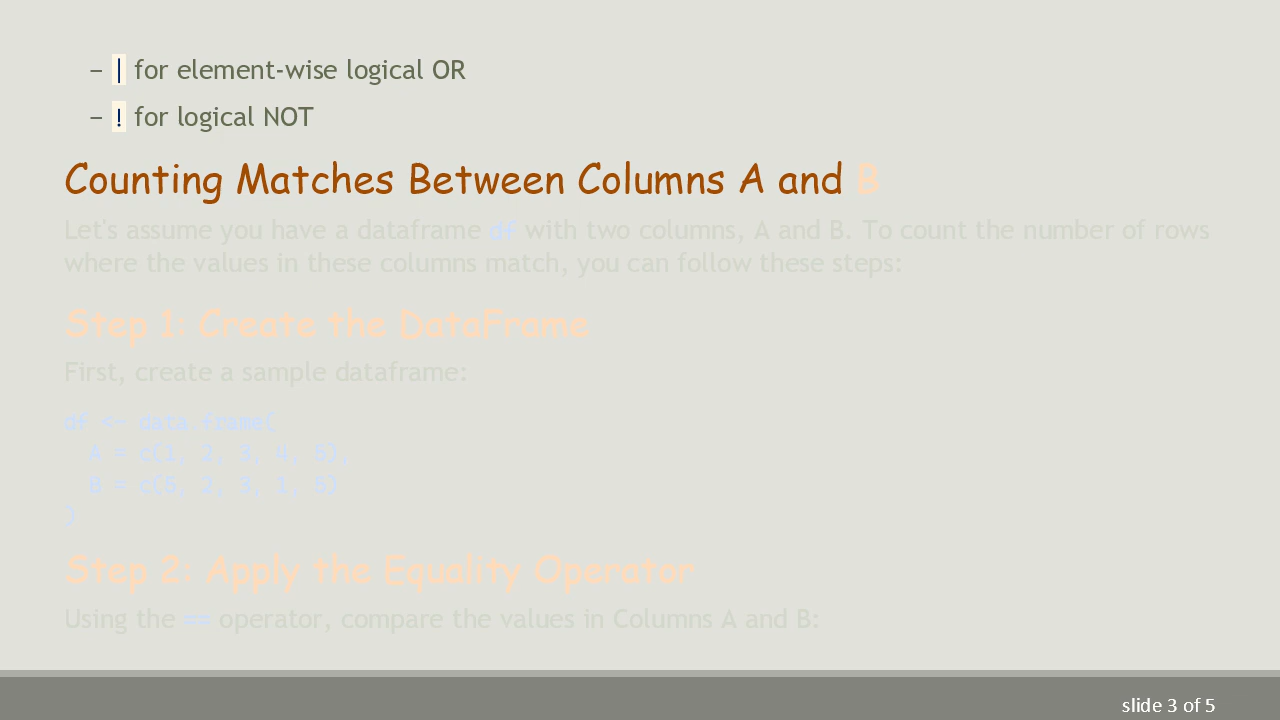 – | for element-wise logical OR
– ! for logical NOT
Counting Matches Between Columns A and B
Let's assume you have a dataframe df with two columns, A and B. To count the number of rows
where the values in these columns match, you can follow these steps:
Step 1: Create the DataFrame
First, create a sample dataframe:
df <- data.frame(
  A = c(1, 2, 3, 4, 5),
  B = c(5, 2, 3, 1, 5)
)
Step 2: Apply the Equality Operator
Using the == operator, compare the values in Columns A and B:
slide 3 of 5